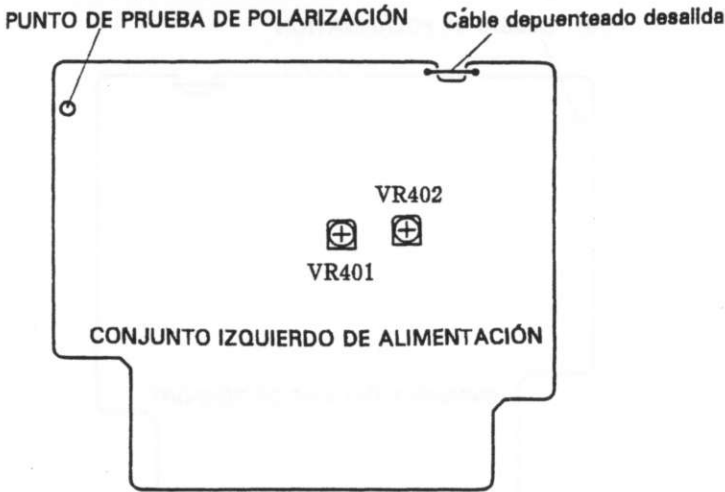 PUNTO DE PRUEBA DE POLARIZACIÓN
Cáble depuenteado desalida
VR402
VR401
CONJUNTO IZQUIERDO DE ALIMENTACIÓN